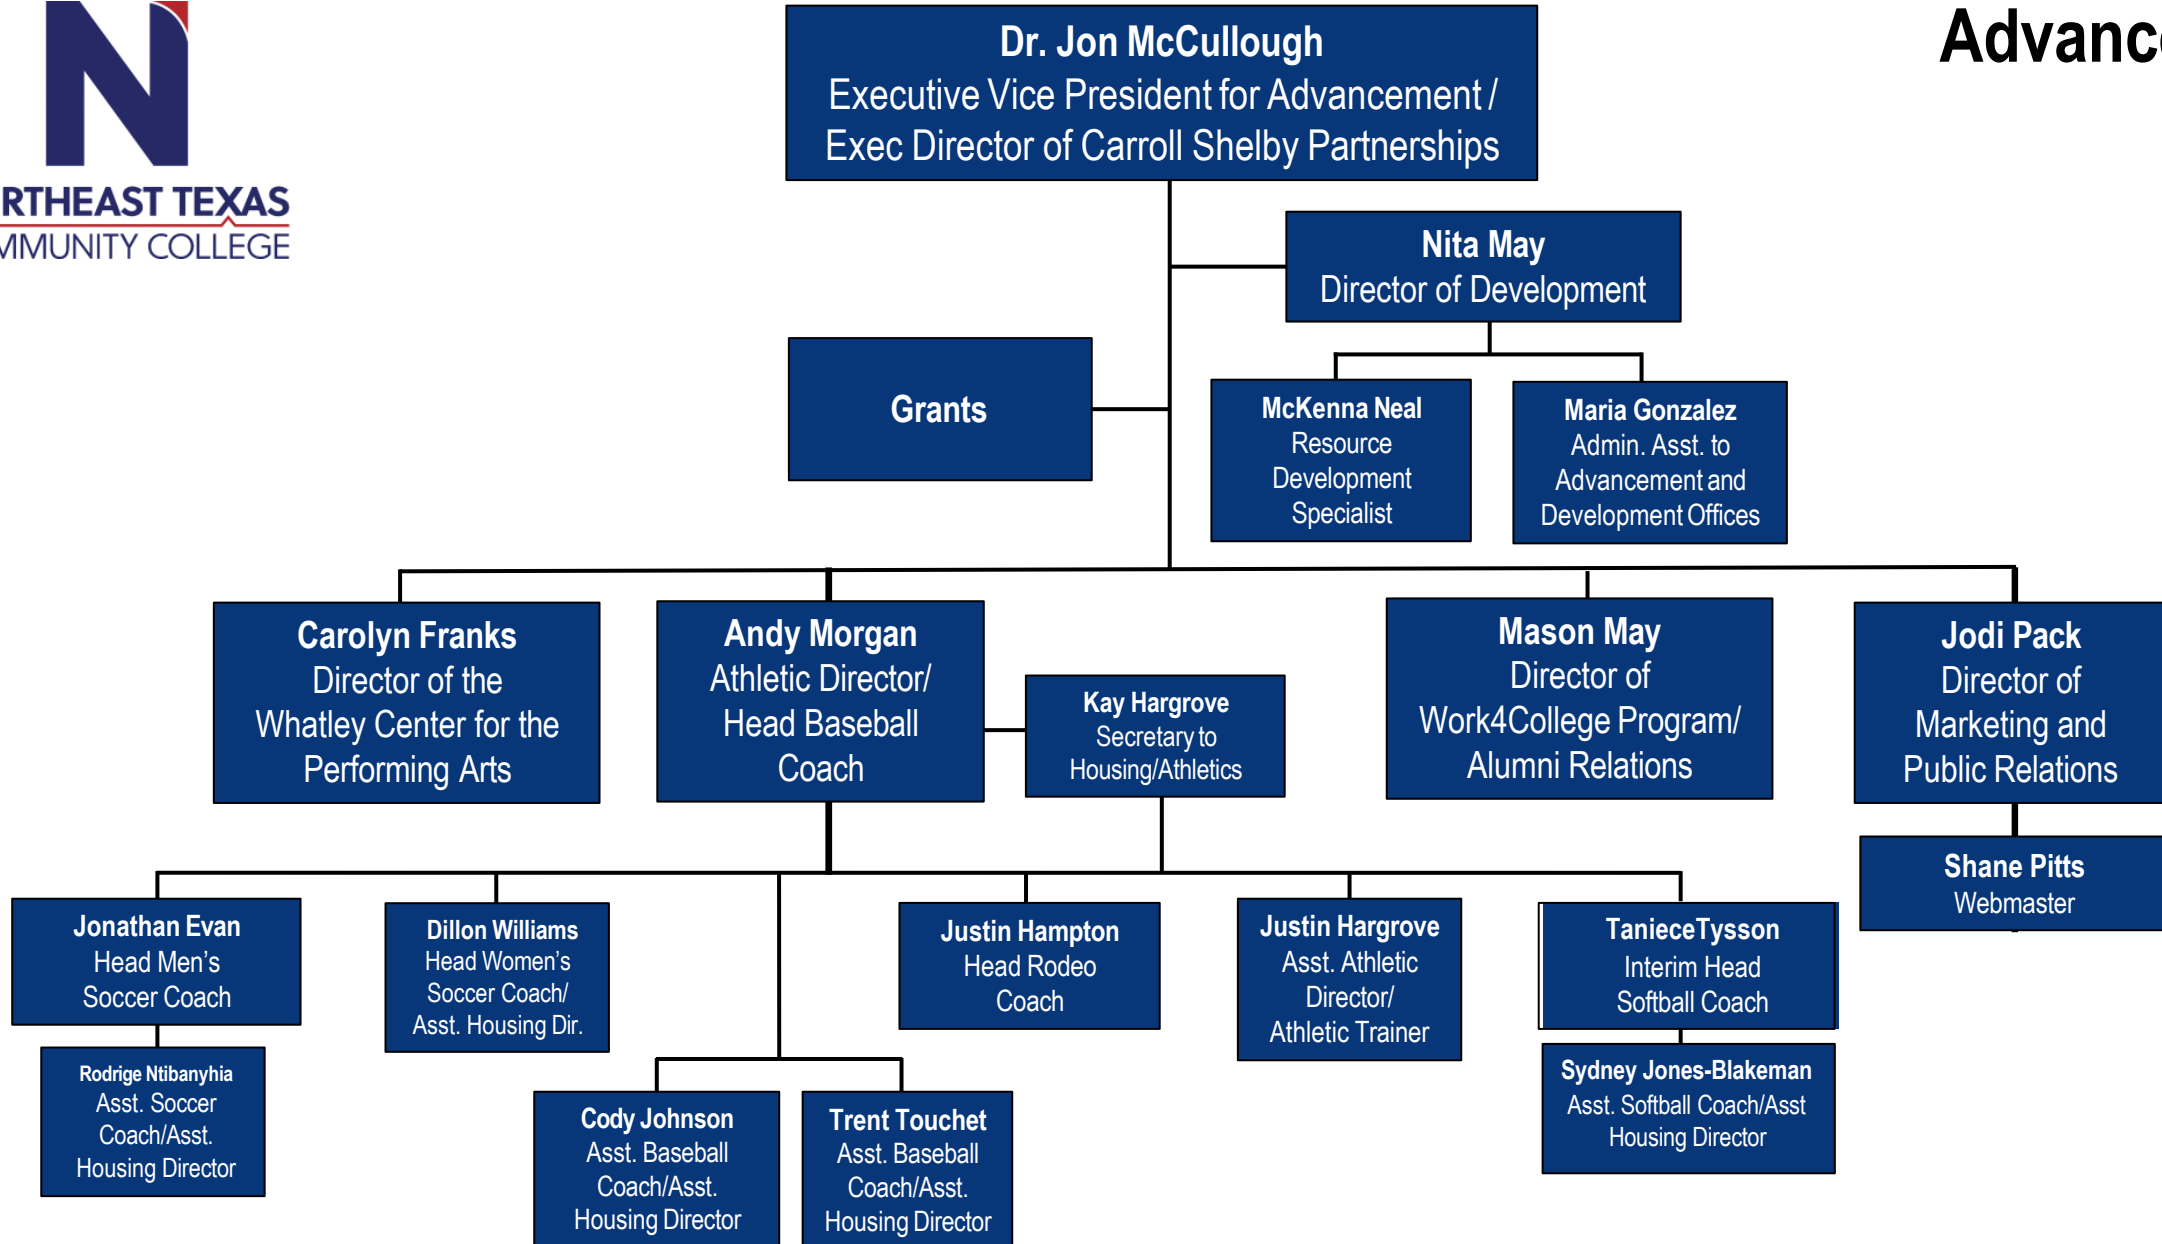 Advance
RTHEAST TEXAS
MMUNITY COLLEGE
Dr. Jon McCullough
Executive Vice President for Advancement /
Exec Director of Carroll Shelby Partnerships
Nita May
Director of Development
Grants
McKenna Neal
Resource
Development
Specialist
Maria Gonzalez
Admin. Asst. to
Advancement and
Development Offices
Carolyn Franks
Director of the
Whatley Center for the
Performing Arts
Andy Morgan
Athletic Director/
Head Baseball
Coach
Kay Hargrove
Secretary to
Housing/Athletics
Mason May
Director of
Work4College Program/
Alumni Relations
Jodi Pack
Director of
Marketing and
Public Relations
Shane Pitts
Webmaster
Jonathan Evan
Head Men's
Soccer Coach
Dillon Williams
Head Women's
Soccer Coach/
Asst. Housing Dir.
Justin Hampton
Head Rodeo
Coach
Justin Hargrove
Asst. Athletic
Director/
Athletic Trainer
TanieceTysson
Interim Head
Softball Coach
Rodrige Ntibanyhia
Asst. Soccer
Coach/Asst.
Housing Director
Cody Johnson
Asst. Baseball
Coach/Asst.
Housing Director
Trent Touchet
Asst. Baseball
Coach/Asst.
Housing Director
Sydney Jones-Blakeman
Asst. Softball Coach/Asst
Housing Director